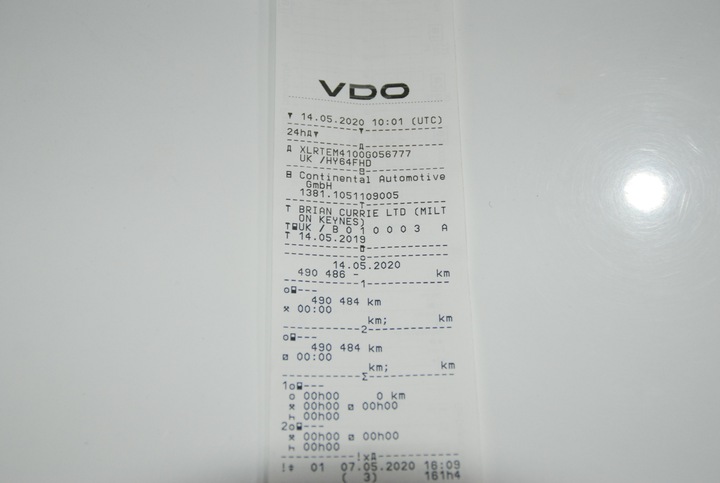 VDO
▼ 14.05.2020 10:01 (UTC)
24h▼
XLRTEM4100G056777
UK /HY64FHD
Continental Automotive
GmbH
1381.1051109005
T BRIAN CURRIE LTD (MILT
ON KEYNES)
T UK / B 0 1 0 0 0 3 A
T 14.05.2019
14.05.2020
490 486 - km
1
---
490 484 km
00:00
km; km
2
---
490 484 km
00:00
km; km
Σ
1 ---
00h00 0 km
00h00 00h00
00h00
2 ---
00h00 00h00
00h00
!x
! 01 07.05.2020 16:09
( 3) 161h4